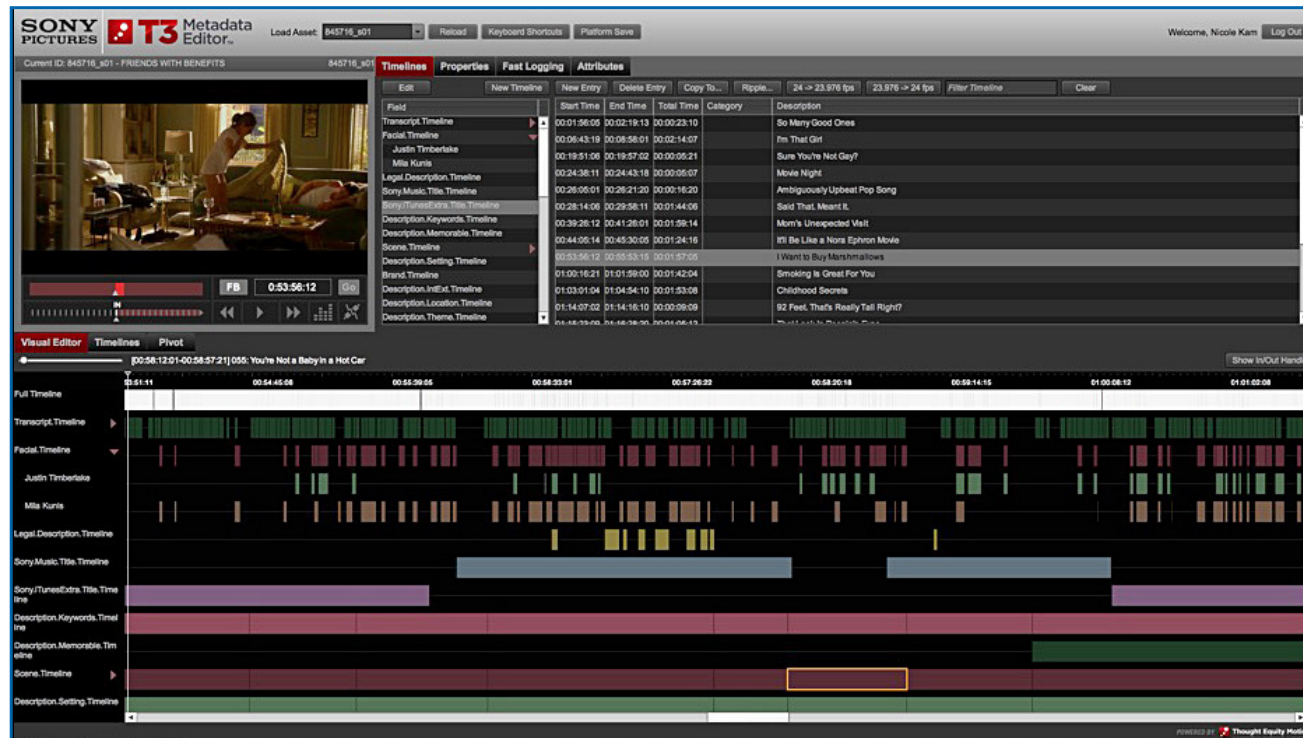 SONY PICTURES T3 Metadata Editor™ Load Asset: 845716_s01 Reload Keyboard Shortcuts Platform Save Welcome, Nicole Kam Log Out
Current ID: 845716_s01 - FRIENDS WITH BENEFITS 845716_s01
Timelines Properties Fast Logging Attributes
Edit New Timeline New Entry Delete Entry Copy To... Ripple... 24 -> 23.976 fps 23.976 -> 24 fps Filter Timeline Clear
Field Start Time End Time Total Time Category Description
Transcript.Timeline
Facial.Timeline
Justin Timberlake
Mila Kunis
Legal.Description.Timeline
Sony.Music.Title.Timeline
Sony.iTunesExtra.Title.Timeline
Description.Keywords.Timeline
Description.Memorable.Timeline
Scene.Timeline
Description.Setting.Timeline
Brand.Timeline
Description.IntExt.Timeline
Description.Location.Timeline
Description.Theme.Timeline
00:01:56:05 00:02:19:13 00:00:23:10 So Many Good Ones
00:06:43:19 00:08:58:01 00:02:14:07 I'm That Girl
00:19:51:06 00:19:57:02 00:00:05:21 Sure You're Not Gay?
00:24:38:11 00:24:43:18 00:00:05:07 Movie Night
00:26:05:01 00:26:21:20 00:00:16:20 Ambiguously Upbeat Pop Song
00:28:14:06 00:29:58:11 00:01:44:06 Said That. Meant It.
00:39:26:12 00:41:26:01 00:01:59:14 Mom's Unexpected Visit
00:44:05:14 00:45:30:05 00:01:24:16 It'll Be Like a Nora Ephron Movie
00:53:56:12 00:55:53:15 00:01:57:05 I Want to Buy Marshmallows
01:00:16:21 01:01:59:00 00:01:42:04 Smoking Is Great For You
01:03:01:04 01:04:54:10 00:01:53:08 Childhood Secrets
01:14:07:02 01:14:16:10 00:00:09:09 92 Feet. That's Really Tall Right?
FB 0:53:56:12 Go
IN
Visual Editor Timelines Pivot
[00:58:12:01-00:58:57:21] 055: You're Not a Baby in a Hot Car Show In/Out Handl
53:51:11 00:54:45:08 00:55:39:05 00:56:33:01 00:57:26:22 00:58:20:18 00:59:14:15 01:00:08:12 01:01:02:08
Full Timeline
Transcript.Timeline
Facial.Timeline
Justin Timberlake
Mila Kunis
Legal.Description.Timeline
Sony.Music.Title.Timeline
Sony.iTunesExtra.Title.Time
line
Description.Keywords.Timel
ine
Description.Memorable.Tim
eline
Scene.Timeline
Description.Setting.Timeline
POWERED BY Thought Equity Motio